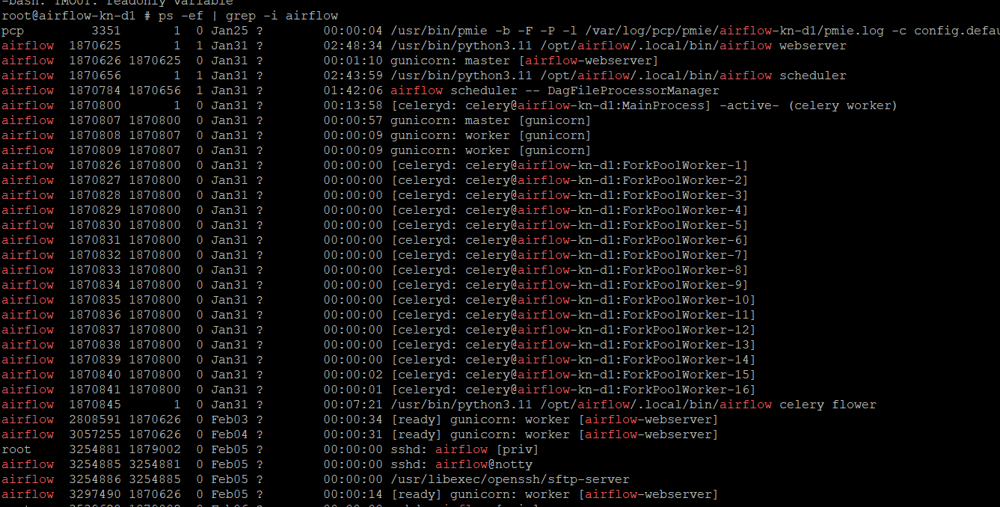 -bash: TMOUT: readonly variable
root@airflow-kn-d1 # ps -ef | grep -i airflow
pcp 3351 1 0 Jan25 ? 00:00:04 /usr/bin/pmie -b -F -P -l /var/log/pcp/pmie/airflow-kn-d1/pmie.log -c config.defau
airflow 1870625 1 1 Jan31 ? 02:48:34 /usr/bin/python3.11 /opt/airflow/.local/bin/airflow webserver
airflow 1870626 1870625 0 Jan31 ? 00:01:10 gunicorn: master [airflow-webserver]
airflow 1870656 1 1 Jan31 ? 02:43:59 /usr/bin/python3.11 /opt/airflow/.local/bin/airflow scheduler
airflow 1870784 1870656 1 Jan31 ? 01:42:06 airflow scheduler -- DagFileProcessorManager
airflow 1870800 1 0 Jan31 ? 00:13:58 [celeryd: celery@airflow-kn-d1:MainProcess] -active- (celery worker)
airflow 1870807 1870800 0 Jan31 ? 00:00:57 gunicorn: master [gunicorn]
airflow 1870808 1870807 0 Jan31 ? 00:00:09 gunicorn: worker [gunicorn]
airflow 1870809 1870807 0 Jan31 ? 00:00:09 gunicorn: worker [gunicorn]
airflow 1870826 1870800 0 Jan31 ? 00:00:00 [celeryd: celery@airflow-kn-d1:ForkPoolWorker-1]
airflow 1870827 1870800 0 Jan31 ? 00:00:00 [celeryd: celery@airflow-kn-d1:ForkPoolWorker-2]
airflow 1870828 1870800 0 Jan31 ? 00:00:00 [celeryd: celery@airflow-kn-d1:ForkPoolWorker-3]
airflow 1870829 1870800 0 Jan31 ? 00:00:00 [celeryd: celery@airflow-kn-d1:ForkPoolWorker-4]
airflow 1870830 1870800 0 Jan31 ? 00:00:00 [celeryd: celery@airflow-kn-d1:ForkPoolWorker-5]
airflow 1870831 1870800 0 Jan31 ? 00:00:00 [celeryd: celery@airflow-kn-d1:ForkPoolWorker-6]
airflow 1870832 1870800 0 Jan31 ? 00:00:00 [celeryd: celery@airflow-kn-d1:ForkPoolWorker-7]
airflow 1870833 1870800 0 Jan31 ? 00:00:00 [celeryd: celery@airflow-kn-d1:ForkPoolWorker-8]
airflow 1870834 1870800 0 Jan31 ? 00:00:00 [celeryd: celery@airflow-kn-d1:ForkPoolWorker-9]
airflow 1870835 1870800 0 Jan31 ? 00:00:00 [celeryd: celery@airflow-kn-d1:ForkPoolWorker-10]
airflow 1870836 1870800 0 Jan31 ? 00:00:00 [celeryd: celery@airflow-kn-d1:ForkPoolWorker-11]
airflow 1870837 1870800 0 Jan31 ? 00:00:00 [celeryd: celery@airflow-kn-d1:ForkPoolWorker-12]
airflow 1870838 1870800 0 Jan31 ? 00:00:00 [celeryd: celery@airflow-kn-d1:ForkPoolWorker-13]
airflow 1870839 1870800 0 Jan31 ? 00:00:00 [celeryd: celery@airflow-kn-d1:ForkPoolWorker-14]
airflow 1870840 1870800 0 Jan31 ? 00:00:02 [celeryd: celery@airflow-kn-d1:ForkPoolWorker-15]
airflow 1870841 1870800 0 Jan31 ? 00:00:01 [celeryd: celery@airflow-kn-d1:ForkPoolWorker-16]
airflow 1870845 1 0 Jan31 ? 00:07:21 /usr/bin/python3.11 /opt/airflow/.local/bin/airflow celery flower
airflow 2808591 1870626 0 Feb03 ? 00:00:34 [ready] gunicorn: worker [airflow-webserver]
airflow 3057255 1870626 0 Feb04 ? 00:00:31 [ready] gunicorn: worker [airflow-webserver]
root 3254881 1879002 0 Feb05 ? 00:00:00 sshd: airflow [priv]
airflow 3254885 3254881 0 Feb05 ? 00:00:00 sshd: airflow@notty
airflow 3254886 3254885 0 Feb05 ? 00:00:00 /usr/libexec/openssh/sftp-server
airflow 3297490 1870626 0 Feb05 ? 00:00:14 [ready] gunicorn: worker [airflow-webserver]